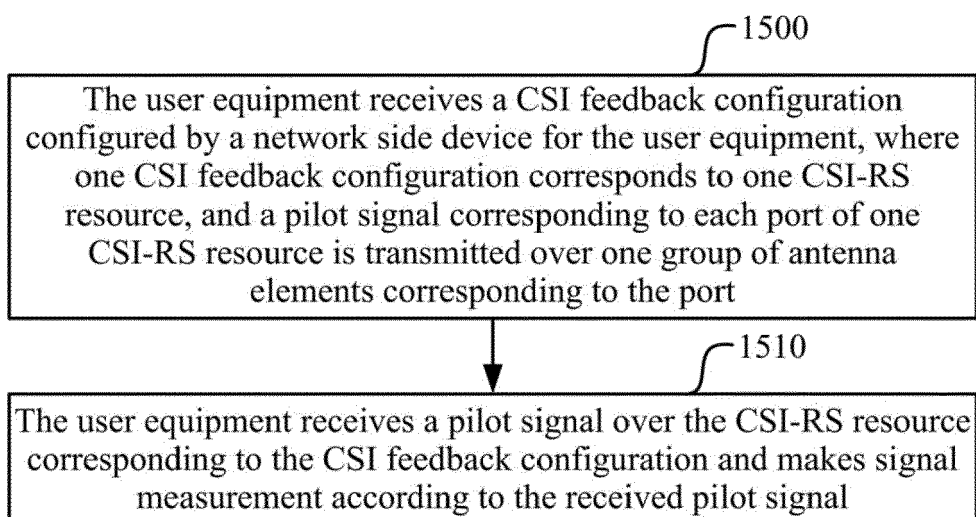 1500
The user equipment receives a CSI feedback configuration
configured by a network side device for the user equipment, where
one CSI feedback configuration corresponds to one CSI-RS
resource, and a pilot signal corresponding to each port of one
CSI-RS resource is transmitted over one group of antenna
elements corresponding to the port
1510
The user equipment receives a pilot signal over the CSI-RS resource
corresponding to the CSI feedback configuration and makes signal
measurement according to the received pilot signal